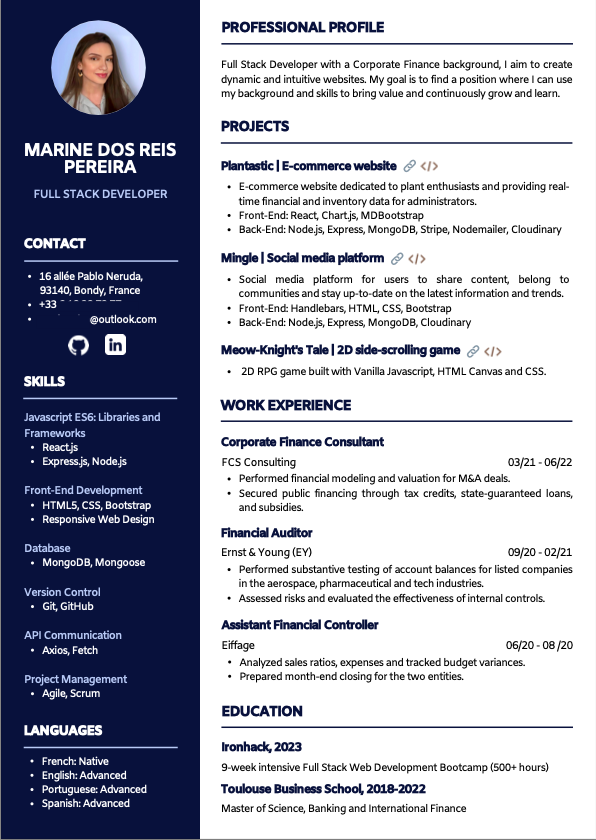 MARINE DOS REIS
PEREIRA
FULL STACK DEVELOPER
CONTACT
• 16 allée Pablo Neruda,
93140, Bondy, France
• +33
• @outlook.com
in
SKILLS
Javascript ES6: Libraries and
Frameworks
• React.js
• Express.js, Node.js
Front-End Development
• HTML5, CSS, Bootstrap
• Responsive Web Design
Database
• MongoDB, Mongoose
Version Control
• Git, GitHub
API Communication
• Axios, Fetch
Project Management
• Agile, Scrum
LANGUAGES
• French: Native
• English: Advanced
• Portuguese: Advanced
• Spanish: Advanced
PROFESSIONAL PROFILE
Full Stack Developer with a Corporate Finance background, I aim to create
dynamic and intuitive websites. My goal is to find a position where I can use
my background and skills to bring value and continuously grow and learn.
PROJECTS
Plantastic | E-commerce website </>
• E-commerce website dedicated to plant enthusiasts and providing real-
time financial and inventory data for administrators.
• Front-End: React, Chart.js, MDBootstrap
• Back-End: Node.js, Express, MongoDB, Stripe, Nodemailer, Cloudinary
Mingle | Social media platform </>
• Social media platform for users to share content, belong to
communities and stay up-to-date on the latest information and trends.
• Front-End: Handlebars, HTML, CSS, Bootstrap
• Back-End: Node.js, Express, MongoDB, Cloudinary
Meow-Knight's Tale | 2D side-scrolling game </>
• 2D RPG game built with Vanilla Javascript, HTML Canvas and CSS.
WORK EXPERIENCE
Corporate Finance Consultant
FCS Consulting 03/21 - 06/22
• Performed financial modeling and valuation for M&A deals.
• Secured public financing through tax credits, state-guaranteed loans,
and subsidies.
Financial Auditor
Ernst & Young (EY) 09/20 - 02/21
• Performed substantive testing of account balances for listed companies
in the aerospace, pharmaceutical and tech industries.
• Assessed risks and evaluated the effectiveness of internal controls.
Assistant Financial Controller
Eiffage 06/20 - 08 /20
• Analyzed sales ratios, expenses and tracked budget variances.
• Prepared month-end closing for the two entities.
EDUCATION
Ironhack, 2023
9-week intensive Full Stack Web Development Bootcamp (500+ hours)
Toulouse Business School, 2018-2022
Master of Science, Banking and International Finance